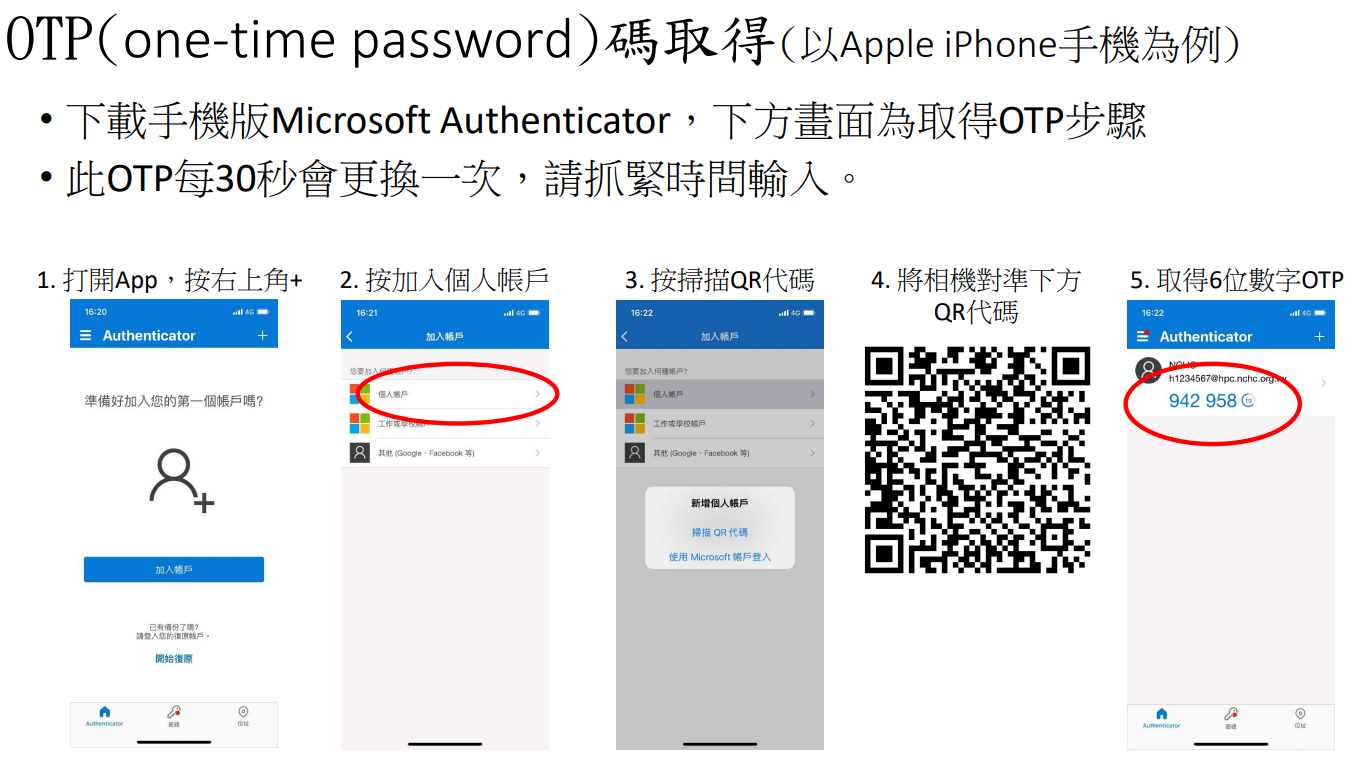 OTP(one-time password)碼取得(以Apple iPhone手機為例)
• 下載手機版Microsoft Authenticator，下方畫面為取得OTP步驟
• 此OTP每30秒會更換一次，請抓緊時間輸入。
1. 打開App，按右上角+
16:20
4G
Authenticator
+
準備好加入您的第一個帳戶嗎?
加入帳戶
已有備份了嗎?
請登入您的復原帳戶。
開始復原
Authenticator 密碼 位址
2. 按加入個人帳戶
16:21
4G
加入帳戶
您要加入何種帳戶?
個人帳戶
工作或學校帳戶
其他 (Google、Facebook 等)
3. 按掃描QR代碼
16:22
4G
加入帳戶
您要加入何種帳戶?
個人帳戶
工作或學校帳戶
其他 (Google、Facebook 等)
新增個人帳戶
掃描 QR 代碼
使用 Microsoft 帳戶登入
4. 將相機對準下方
QR代碼
5. 取得6位數字OTP
16:22
4G
Authenticator
+
NCHC
h1234567@hpc.nchc.org.tw
942 958 19
Authenticator 密碼 位址